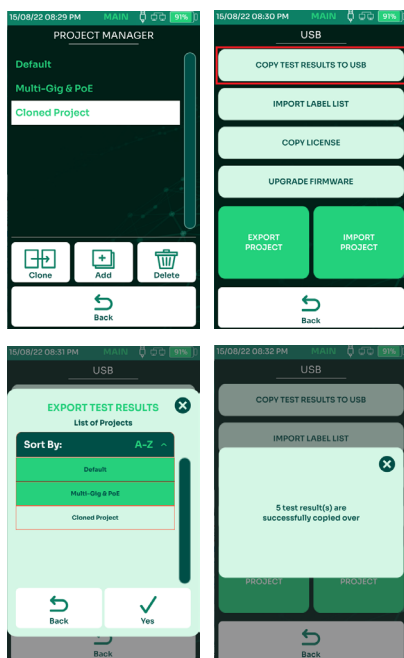 15/08/22 08:29 PM MAIN 91%
PROJECT MANAGER
Default
Multi-Gig & PoE
Cloned Project
Clone
Add
Delete
Back
15/08/22 08:30 PM MAIN 91%
USB
COPY TEST RESULTS TO USB
IMPORT LABEL LIST
COPY LICENSE
UPGRADE FIRMWARE
EXPORT
PROJECT
IMPORT
PROJECT
Back
15/08/22 08:31 PM MAIN 91%
USB
EXPORT TEST RESULTS
List of Projects
Sort By: A-Z
Default
Multi-Gig & PoE
Cloned Project
Back
Yes
Back
15/08/22 08:32 PM MAIN 91%
USB
COPY TEST RESULTS TO USB
IMPORT LABEL LIST
5 test result(s) are
successfully copied over
PROJECT
PROJECT
Back